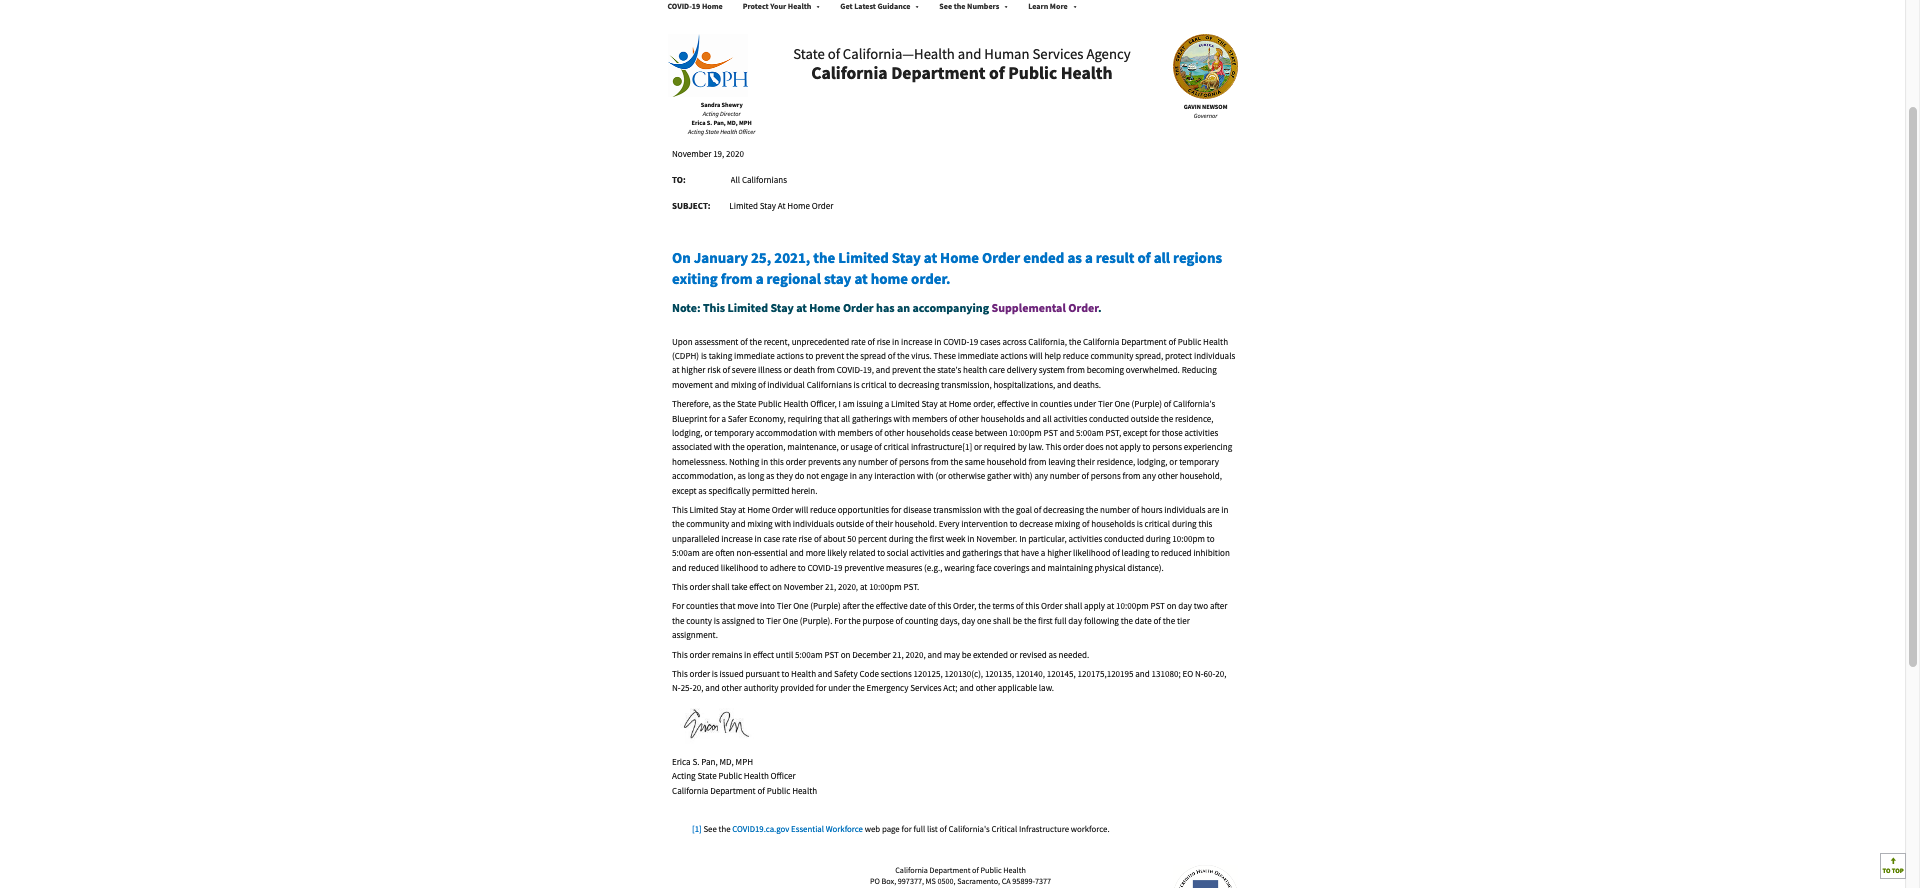 COVID-19 Home Protect Your Health Get Latest Guidance See the Numbers Learn More
CDPH
State of California—Health and Human Services Agency
California Department of Public Health
Sandra Shewry
Acting Director
Erica S. Pan, MD, MPH
Acting State Health Officer
GAVIN NEWSOM
Governor
November 19, 2020
TO: All Californians
SUBJECT: Limited Stay At Home Order
On January 25, 2021, the Limited Stay at Home Order ended as a result of all regions
exiting from a regional stay at home order.
Note: This Limited Stay at Home Order has an accompanying Supplemental Order.
Upon assessment of the recent, unprecedented rate of rise in increase in COVID-19 cases across California, the California Department of Public Health
(CDPH) is taking immediate actions to prevent the spread of the virus. These immediate actions will help reduce community spread, protect individuals
at higher risk of severe illness or death from COVID-19, and prevent the state's health care delivery system from becoming overwhelmed. Reducing
movement and mixing of individual Californians is critical to decreasing transmission, hospitalizations, and deaths.
Therefore, as the State Public Health Officer, I am issuing a Limited Stay at Home order, effective in counties under Tier One (Purple) of California's
Blueprint for a Safer Economy, requiring that all gatherings with members of other households and all activities conducted outside the residence,
lodging, or temporary accommodation with members of other households cease between 10:00pm PST and 5:00am PST, except for those activities
associated with the operation, maintenance, or usage of critical infrastructure[1] or required by law. This order does not apply to persons experiencing
homelessness. Nothing in this order prevents any number of persons from the same household from leaving their residence, lodging, or temporary
accommodation, as long as they do not engage in any interaction with (or otherwise gather with) any number of persons from any other household,
except as specifically permitted herein.
This Limited Stay at Home Order will reduce opportunities for disease transmission with the goal of decreasing the number of hours individuals are in
the community and mixing with individuals outside of their household. Every intervention to decrease mixing of households is critical during this
unparalleled increase in case rate rise of about 50 percent during the first week in November. In particular, activities conducted during 10:00pm to
5:00am are often non-essential and more likely related to social activities and gatherings that have a higher likelihood of leading to reduced inhibition
and reduced likelihood to adhere to COVID-19 preventive measures (e.g., wearing face coverings and maintaining physical distance).
This order shall take effect on November 21, 2020, at 10:00pm PST.
For counties that move into Tier One (Purple) after the effective date of this Order, the terms of this Order shall apply at 10:00pm PST on day two after
the county is assigned to Tier One (Purple). For the purpose of counting days, day one shall be the first full day following the date of the tier
assignment.
This order remains in effect until 5:00am PST on December 21, 2020, and may be extended or revised as needed.
This order is issued pursuant to Health and Safety Code sections 120125, 120130(c), 120135, 120140, 120145, 120175,120195 and 131080; EO N-60-20,
N-25-20, and other authority provided for under the Emergency Services Act; and other applicable law.
Erica S. Pan, MD, MPH
Acting State Public Health Officer
California Department of Public Health
[1] See the COVID19.ca.gov Essential Workforce web page for full list of California's Critical Infrastructure workforce.
California Department of Public Health
PO Box, 997377, MS 0500, Sacramento, CA 95899-7377
TO TOP